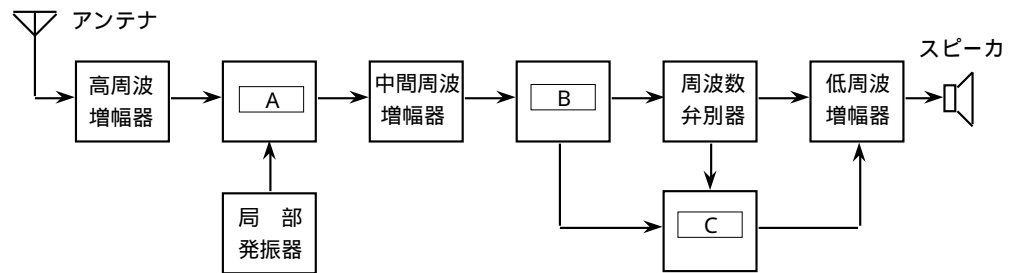 アンテナ
スピーカ
高周波
増幅器
A
中間周波
増幅器
B
周波数
弁別器
低周波
増幅器
局　部
発振器
C